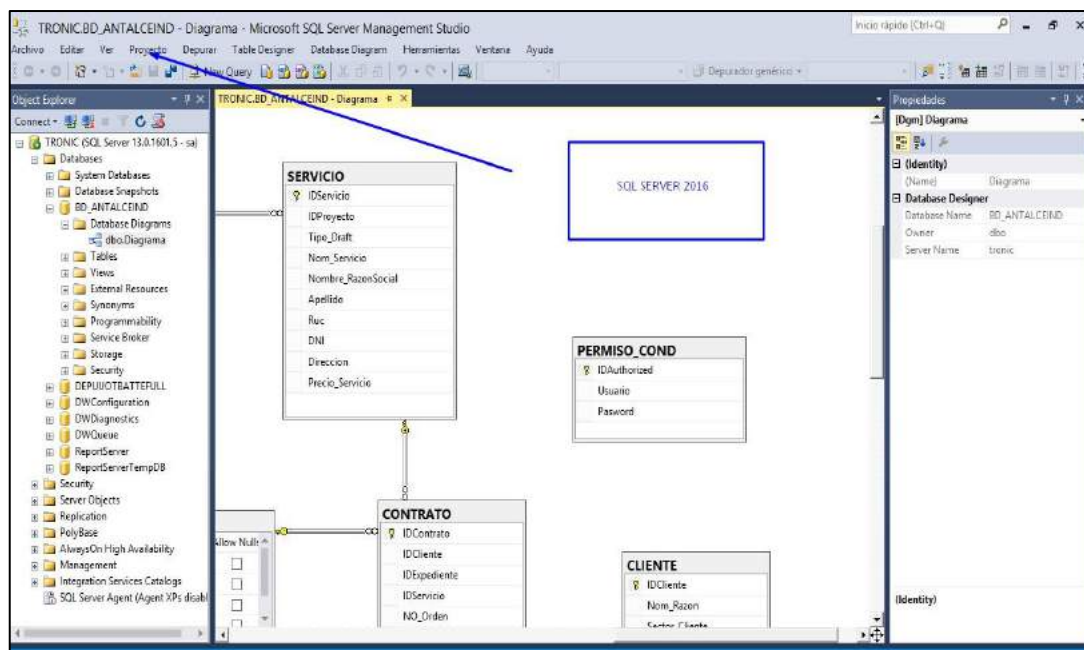 TRONIC.BD_ANTALCEIND - Diagrama - Microsoft SQL Server Management Studio
Inicio rápido (Ctrl+Q)
Archivo Editar Ver Proyecto Depurar Table Designer Database Diagram Herramientas Ventana Ayuda
New Query
Depurador genérico
Object Explorer
Connect
TRONIC (SQL Server 13.0.1601.5 - sa)
Databases
System Databases
Database Snapshots
BD_ANTALCEIND
Database Diagrams
dbo.Diagrama
Tables
Views
External Resources
Synonyms
Programmability
Service Broker
Storage
Security
DEPUJOTBATTEFULL
DWConfiguration
DWDiagnostics
DWQueue
ReportServer
ReportServerTempDB
Security
Server Objects
Replication
PolyBase
AlwaysOn High Availability
Management
Integration Services Catalogs
SQL Server Agent (Agent XPs disabl
TRONIC.BD_ANTALCEIND - Diagrama
SERVICIO
IDServicio
IDProyecto
Tipo_Draft
Nom_Servicio
Nombre_RazonSocial
Apellido
Ruc
DNI
Direccion
Precio_Servicio
SQL SERVER 2016
PERMISO_COND
IDAuthorized
Usuario
Pasword
Allow Nulls
CONTRATO
IDContrato
IDCliente
IDExpediente
IDServicio
NO_Orden
CLIENTE
IDCliente
Nom_Razon
Sector_Cliente
Propiedades
[Dgm] Diagrama
(Identity)
(Name) Diagrama
Database Designer
Database Name BD_ANTALCEIND
Owner dbo
Server Name tronic
(Identity)